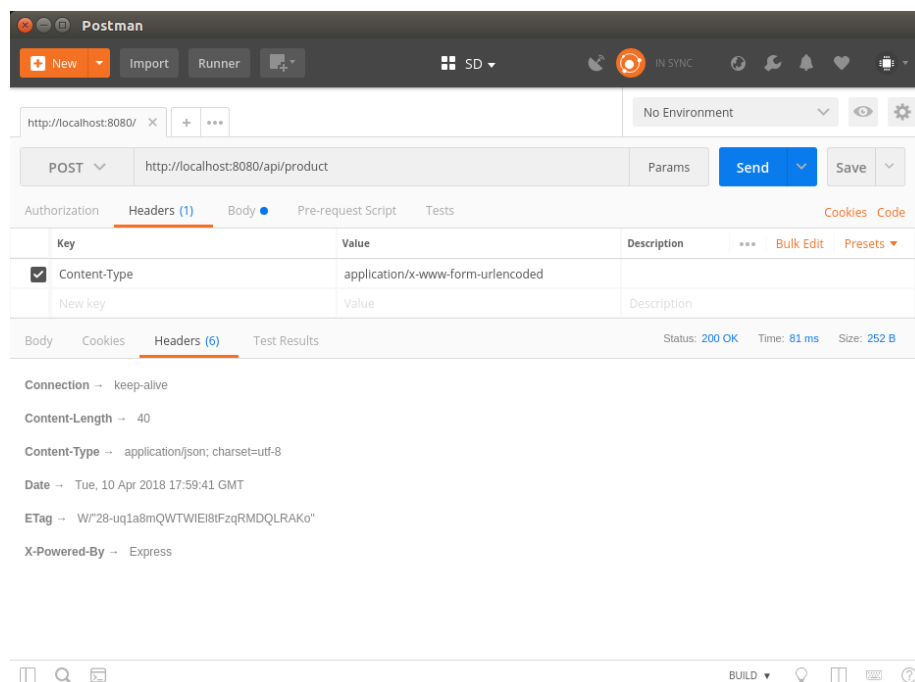 Postman
New Import Runner SD IN SYNC
http://localhost:8080/ No Environment
POST http://localhost:8080/api/product Params Send Save
Authorization Headers (1) Body Pre-request Script Tests Cookies Code
Key Value Description Bulk Edit Presets
Content-Type application/x-www-form-urlencoded
New key Value Description
Body Cookies Headers (6) Test Results Status: 200 OK Time: 81 ms Size: 252 B
Connection → keep-alive
Content-Length → 40
Content-Type → application/json; charset=utf-8
Date → Tue, 10 Apr 2018 17:59:41 GMT
ETag → W/"28-uq1a8mQWTWIEl8tFzqRMDQLRAKo"
X-Powered-By → Express
BUILD